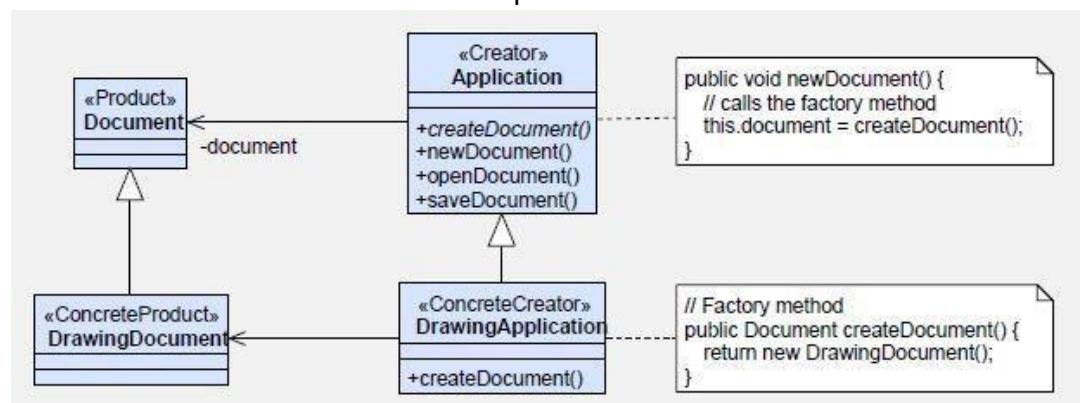 «Product»
Document
-document
«Creator»
Application
+createDocument()
+newDocument()
+openDocument()
+saveDocument()
public void newDocument() {
// calls the factory method
this.document = createDocument();
}
«ConcreteProduct»
DrawingDocument
«ConcreteCreator»
DrawingApplication
+createDocument()
// Factory method
public Document createDocument() {
return new DrawingDocument();
}